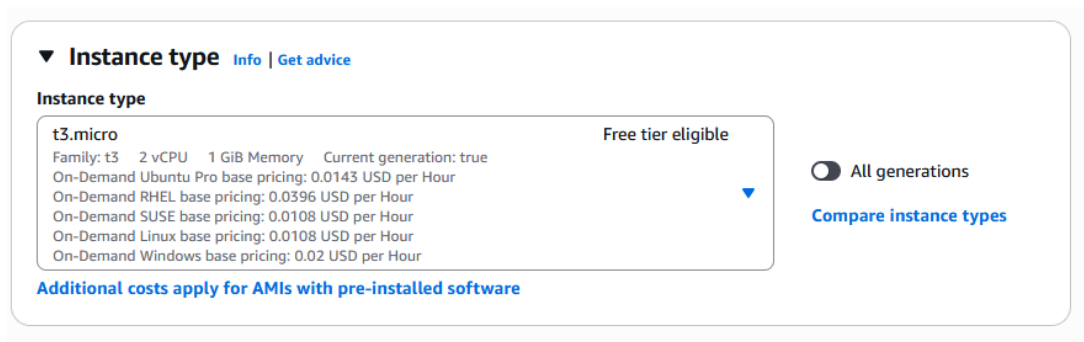 Instance type Info | Get advice
Instance type
t3.micro Free tier eligible
Family: t3 2 vCPU 1 GiB Memory Current generation: true
On-Demand Ubuntu Pro base pricing: 0.0143 USD per Hour
On-Demand RHEL base pricing: 0.0396 USD per Hour
On-Demand SUSE base pricing: 0.0108 USD per Hour
On-Demand Linux base pricing: 0.0108 USD per Hour
On-Demand Windows base pricing: 0.02 USD per Hour
All generations
Compare instance types
Additional costs apply for AMIs with pre-installed software